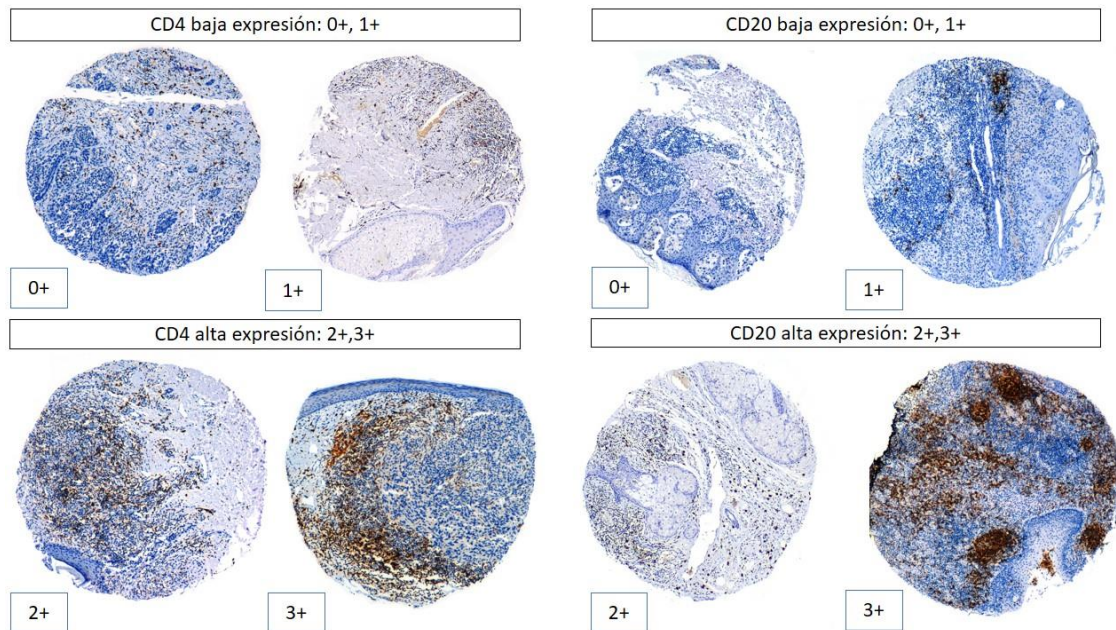 CD4 baja expresión: 0+, 1+
CD20 baja expresión: 0+, 1+
0+
1+
0+
1+
CD4 alta expresión: 2+,3+
CD20 alta expresión: 2+,3+
2+
3+
2+
3+